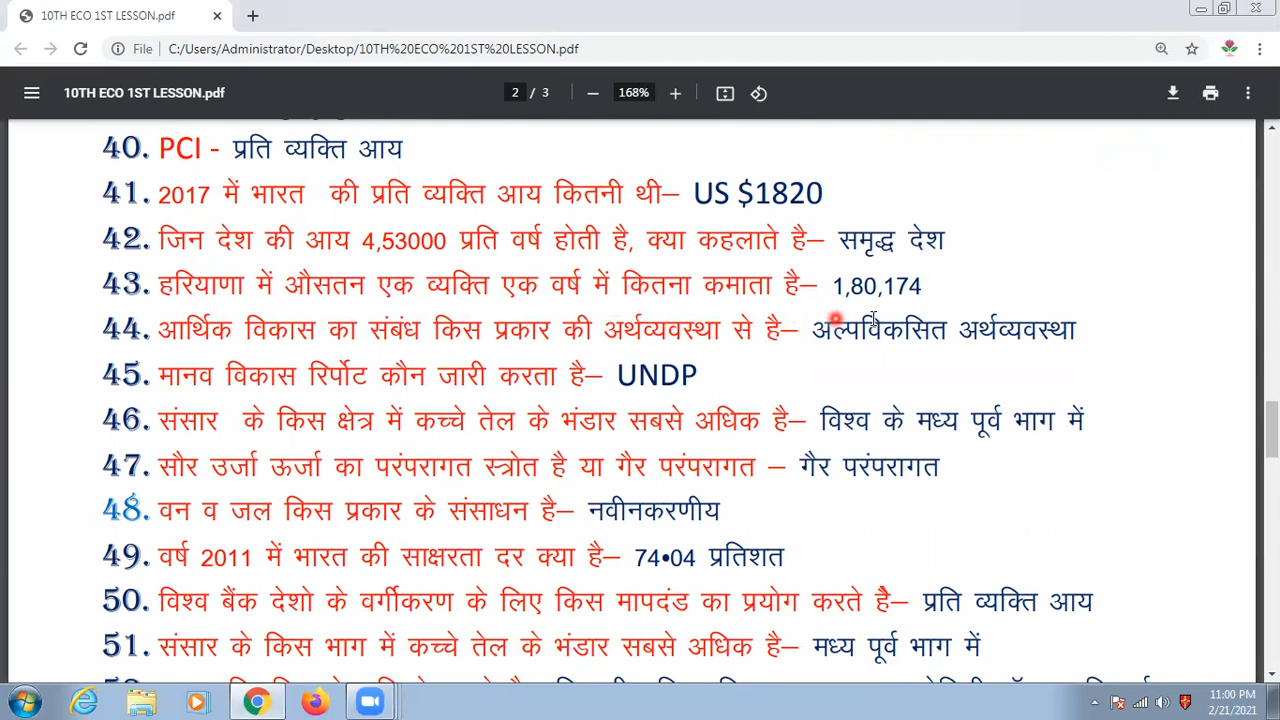 10TH ECO 1ST LESSON.pdf
File C:/Users/Administrator/Desktop/10TH%20ECO%201ST%20LESSON.pdf
10TH ECO 1ST LESSON.pdf 2 / 3 168%
40. PCI - प्रति व्यक्ति आय
41. 2017 में भारत की प्रति व्यक्ति आय कितनी थी– US $1820
42. जिन देश की आय 4,53000 प्रति वर्ष होती है, क्या कहलाते है– समृद्ध देश
43. हरियाणा में औसतन एक व्यक्ति एक वर्ष में कितना कमाता है– 1,80,174
44. आर्थिक विकास का संबंध किस प्रकार की अर्थव्यवस्था से है– अल्पविकसित अर्थव्यवस्था
45. मानव विकास रिर्पोट कौन जारी करता है– UNDP
46. संसार के किस क्षेत्र में कच्चे तेल के भंडार सबसे अधिक है– विश्व के मध्य पूर्व भाग में
47. सौर उर्जा ऊर्जा का परंपरागत स्त्रोत है या गैर परंपरागत – गैर परंपरागत
48. वन व जल किस प्रकार के संसाधन है– नवीनकरणीय
49. वर्ष 2011 में भारत की साक्षरता दर क्या है– 74•04 प्रतिशत
50. विश्व बैंक देशो के वर्गीकरण के लिए किस मापदंड का प्रयोग करते है– प्रति व्यक्ति आय
51. संसार के किस भाग में कच्चे तेल के भंडार सबसे अधिक है– मध्य पूर्व भाग में
11:00 PM
2/21/2021